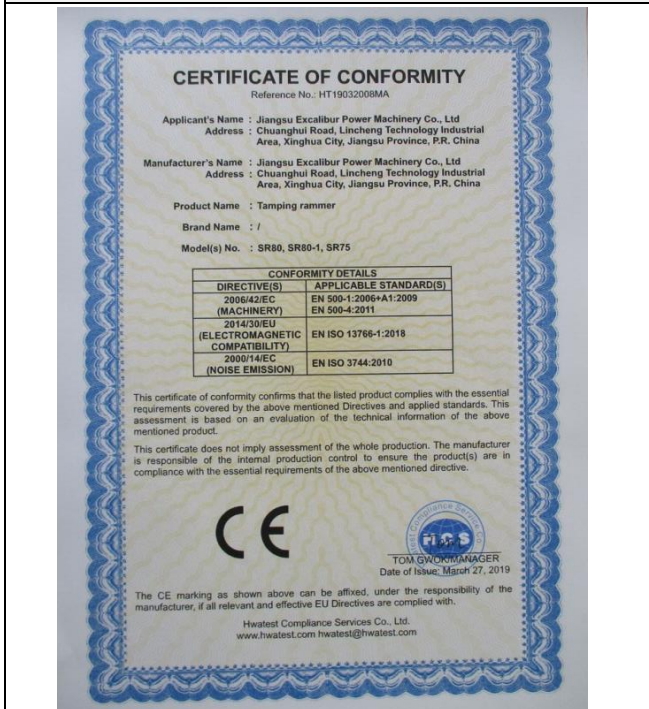 CERTIFICATE OF CONFORMITY
Reference No.: HT19032008MA
Applicant's Name : Jiangsu Excalibur Power Machinery Co., Ltd
Address : Chuanghui Road, Lincheng Technology Industrial
Area, Xinghua City, Jiangsu Province, P.R. China
Manufacturer's Name : Jiangsu Excalibur Power Machinery Co., Ltd
Address : Chuanghui Road, Lincheng Technology Industrial
Area, Xinghua City, Jiangsu Province, P.R. China
Product Name : Tamping rammer
Brand Name : /
Model(s) No. : SR80, SR80-1, SR75
CONFORMITY DETAILS
DIRECTIVE(S) APPLICABLE STANDARD(S)
2006/42/EC
(MACHINERY)
EN 500-1:2006+A1:2009
EN 500-4:2011
2014/30/EU
(ELECTROMAGNETIC
COMPATIBILITY)
EN ISO 13766-1:2018
2000/14/EC
(NOISE EMISSION)
EN ISO 3744:2010
This certificate of conformity confirms that the listed product complies with the essential
requirements covered by the above mentioned Directives and applied standards. This
assessment is based on an evaluation of the technical information of the above
mentioned product.
This certificate does not imply assessment of the whole production. The manufacturer
is responsible of the internal production control to ensure the product(s) are in
compliance with the essential requirements of the above mentioned directive.
CE
Compliance Service
TOM GWOK/MANAGER
Date of Issue: March 27, 2019
The CE marking as shown above can be affixed, under the responsibility of the
manufacturer, if all relevant and effective EU Directives are complied with.
Hwatest Compliance Services Co., Ltd.
www.hwatest.com hwatest@hwatest.com